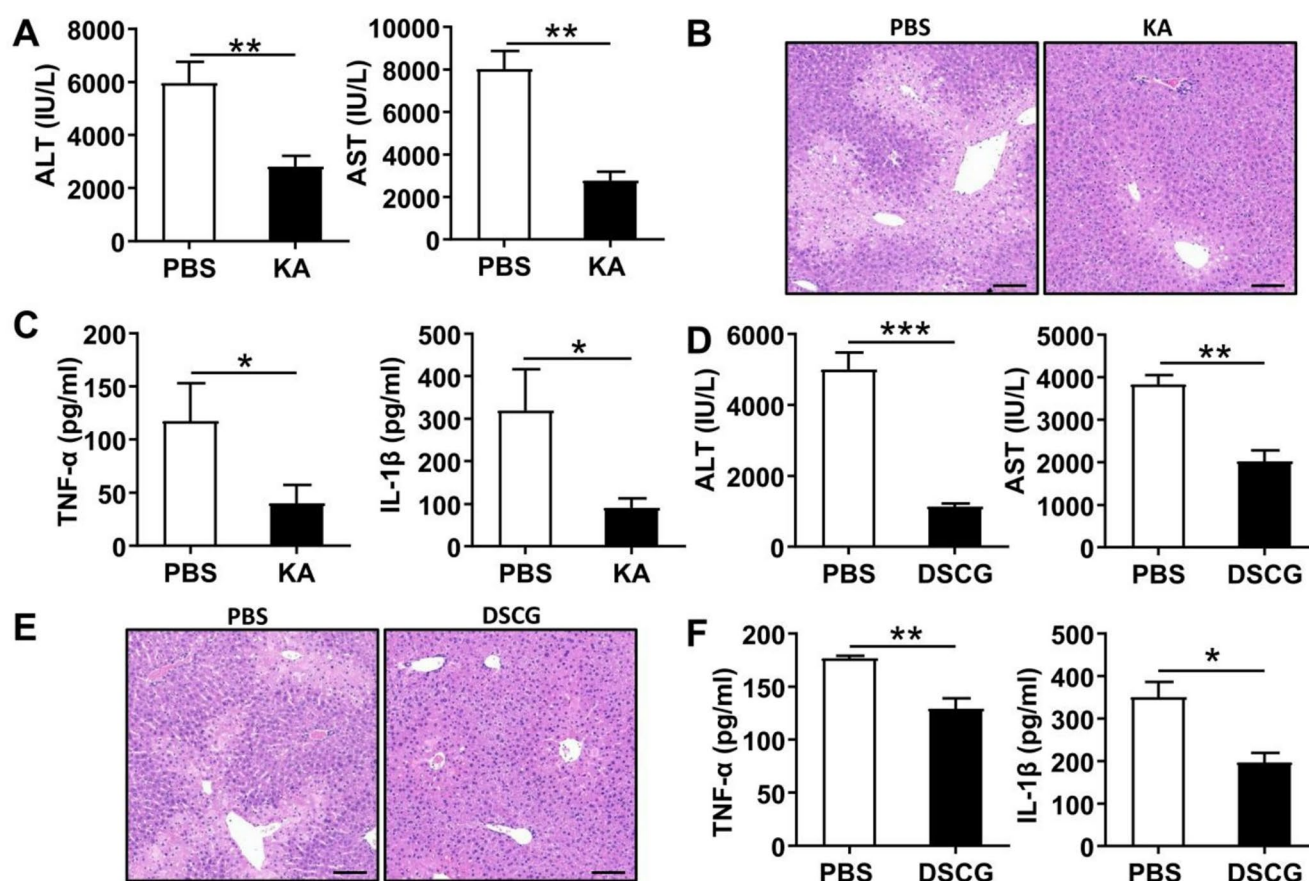 A
ALT (IU/L)
8000
6000
4000
2000
0
**
PBS KA
AST (IU/L)
10000
8000
6000
4000
2000
0
**
PBS KA
B
PBS KA
C
TNF-α (pg/ml)
200
150
100
50
0
*
PBS KA
IL-1β (pg/ml)
500
400
300
200
100
0
*
PBS KA
D
ALT (IU/L)
6000
4000
2000
0
***
PBS DSCG
AST (IU/L)
5000
4000
3000
2000
1000
0
**
PBS DSCG
E
PBS DSCG
F
TNF-α (pg/ml)
200
150
100
50
0
**
PBS DSCG
IL-1β (pg/ml)
500
400
300
200
100
0
*
PBS DSCG